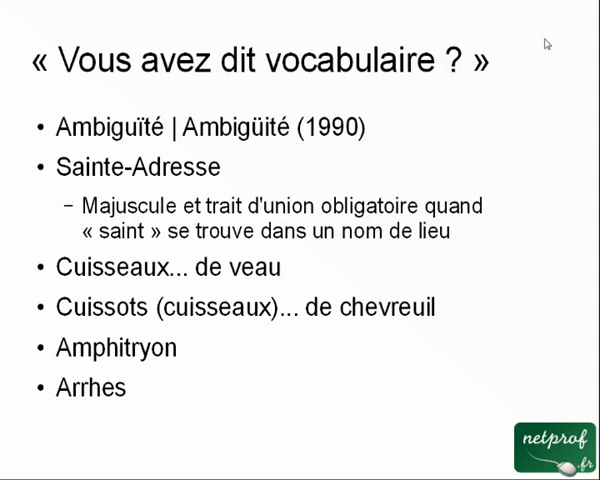 « Vous avez dit vocabulaire ? »
• Ambiguïté | Ambigüité (1990)
• Sainte-Adresse
– Majuscule et trait d'union obligatoire quand
« saint » se trouve dans un nom de lieu
• Cuisseaux... de veau
• Cuissots (cuisseaux)... de chevreuil
• Amphitryon
• Arrhes
netprof
.fr